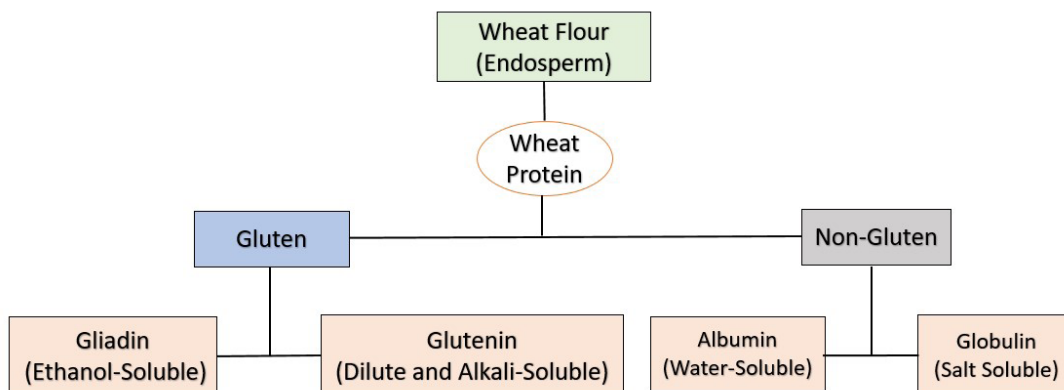 Wheat Flour
(Endosperm)
Wheat
Protein
Gluten
Non-Gluten
Gliadin
(Ethanol-Soluble)
Glutenin
(Dilute and Alkali-Soluble)
Albumin
(Water-Soluble)
Globulin
(Salt Soluble)